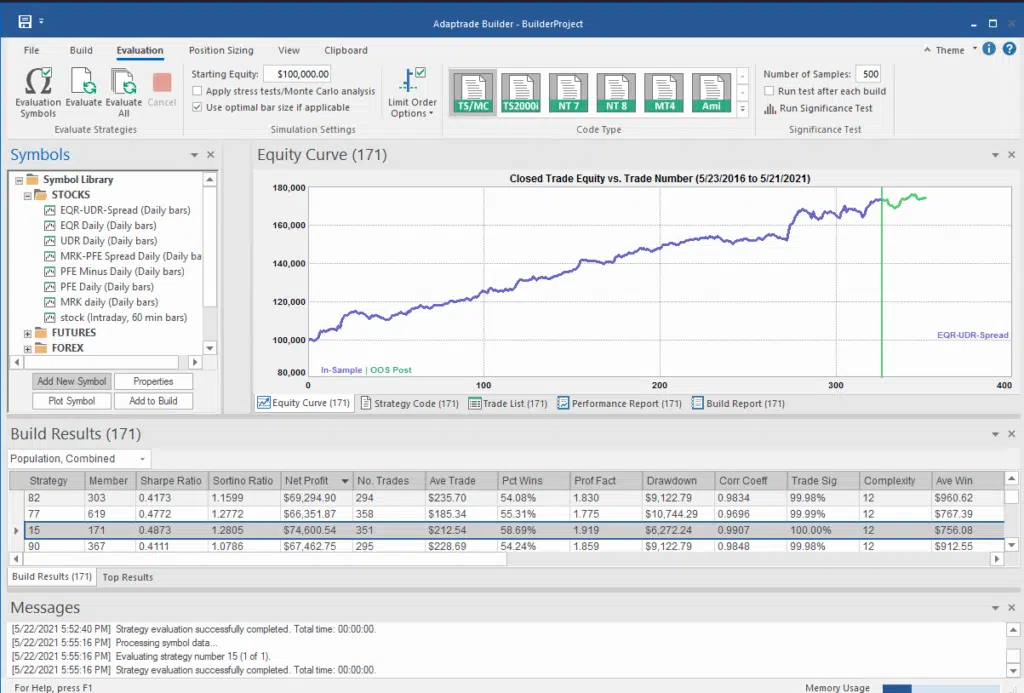 Adaptrade Builder - BuilderProject
File Build Evaluation Position Sizing View Clipboard Theme
Evaluation Symbols
Evaluate
Evaluate All
Cancel
Evaluate Strategies
Starting Equity: $100,000.00
Apply stress tests/Monte Carlo analysis
Use optimal bar size if applicable
Simulation Settings
Limit Order Options
TS/MC TS2000i NT 7 NT 8 MT4 Ami
Code Type
Number of Samples: 500
Run test after each build
Run Significance Test
Significance Test
Symbols
Symbol Library
STOCKS
EQR-UDR-Spread (Daily bars)
EQR Daily (Daily bars)
UDR Daily (Daily bars)
MRK-PFE Spread Daily (Daily ba
PFE Minus Daily (Daily bars)
PFE Daily (Daily bars)
MRK daily (Daily bars)
stock (Intraday, 60 min bars)
FUTURES
FOREX
Add New Symbol Properties
Plot Symbol Add to Build
Equity Curve (171)
Closed Trade Equity vs. Trade Number (5/23/2016 to 5/21/2021)
180,000
160,000
140,000
120,000
100,000
80,000
EQR-UDR-Spread
In-Sample | OOS Post
0 100 200 300 400
Equity Curve (171) Strategy Code (171) Trade List (171) Performance Report (171) Build Report (171)
Build Results (171)
Population, Combined
Strategy Member Sharpe Ratio Sortino Ratio Net Profit No. Trades Ave Trade Pct Wins Prof Fact Drawdown Corr Coeff Trade Sig Complexity Ave Win
82 303 0.4173 1.1599 $69,294.90 294 $235.70 54.08% 1.830 $9,122.79 0.9834 99.98% 12 $960.62
77 619 0.4772 1.2772 $66,351.87 358 $185.34 55.31% 1.775 $10,744.29 0.9696 99.99% 12 $767.39
15 171 0.4873 1.2805 $74,600.54 351 $212.54 58.69% 1.919 $6,272.24 0.9907 100.00% 12 $756.08
90 367 0.4111 1.0786 $67,462.75 295 $228.69 54.24% 1.859 $9,122.79 0.9848 99.98% 12 $912.55
Build Results (171) Top Results
Messages
[5/22/2021 5:52:40 PM] Strategy evaluation successfully completed. Total time: 00:00:00.
[5/22/2021 5:55:16 PM] Processing symbol data...
[5/22/2021 5:55:16 PM] Evaluating strategy number 15 (1 of 1).
[5/22/2021 5:55:16 PM] Strategy evaluation successfully completed. Total time: 00:00:00.
For Help, press F1 Memory Usage